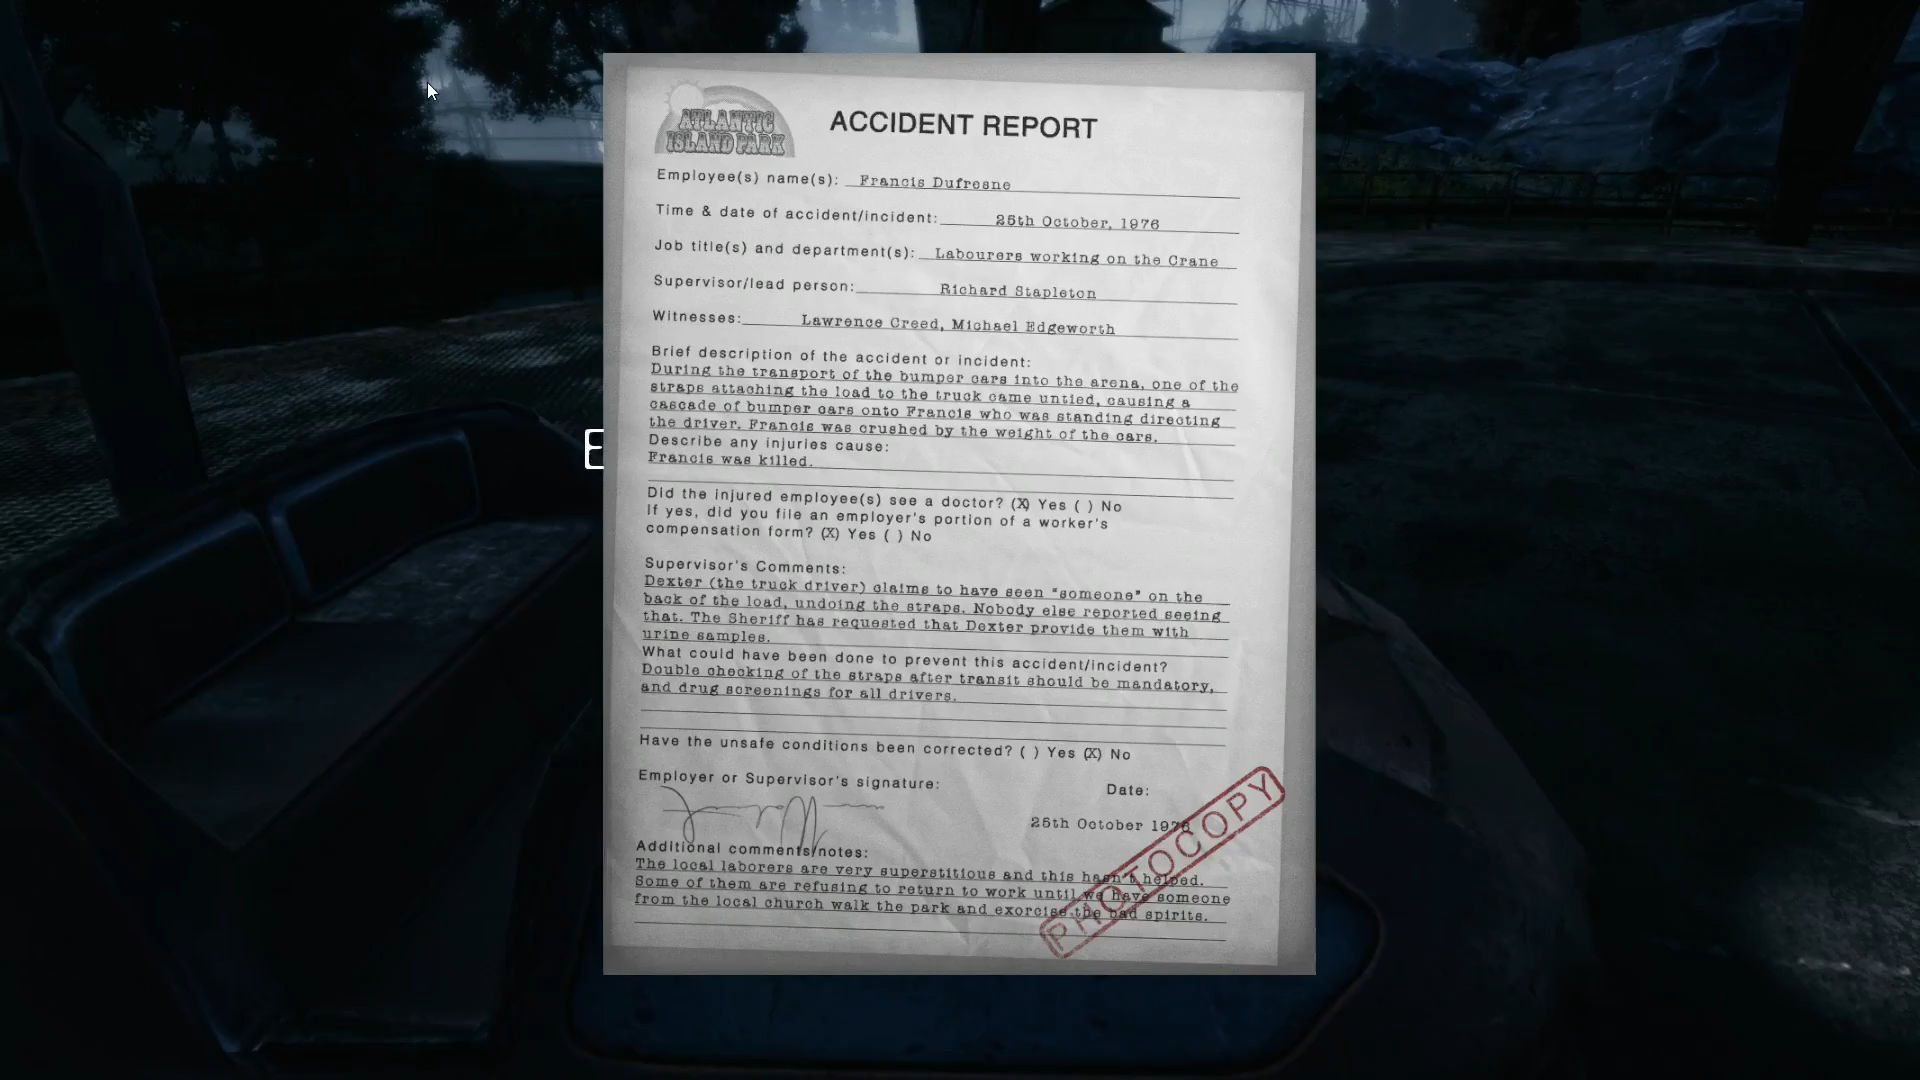 ATLANTIC
ISLAND PARK
ACCIDENT REPORT
Employee(s) name(s): Francis Dufresne
Time & date of accident/incident: 25th October, 1976
Job title(s) and department(s): Labourers working on the Crane
Supervisor/lead person: Richard Stapleton
Witnesses: Lawrence Creed, Michael Edgeworth
Brief description of the accident or incident:
During the transport of the bumper cars into the arena, one of the
straps attaching the load to the truck came untied, causing a
cascade of bumper cars onto Francis who was standing directing
the driver. Francis was crushed by the weight of the cars.
Describe any injuries cause:
Francis was killed.
E
Did the injured employee(s) see a doctor? (X) Yes ( ) No
If yes, did you file an employer's portion of a worker's
compensation form? (X) Yes ( ) No
Supervisor's Comments:
Dexter (the truck driver) claims to have seen "someone" on the
back of the load, undoing the straps. Nobody else reported seeing
that. The Sheriff has requested that Dexter provide them with
urine samples.
What could have been done to prevent this accident/incident?
Double checking of the straps after transit should be mandatory,
and drug screenings for all drivers.
Have the unsafe conditions been corrected? ( ) Yes (X) No
Employer or Supervisor's signature:
Date:
25th October 1976
Additional comments/notes:
The local laborers are very superstitious and this hasn't helped.
Some of them are refusing to return to work until we have someone
from the local church walk the park and exorcise the bad spirits.
PHOTOCOPY